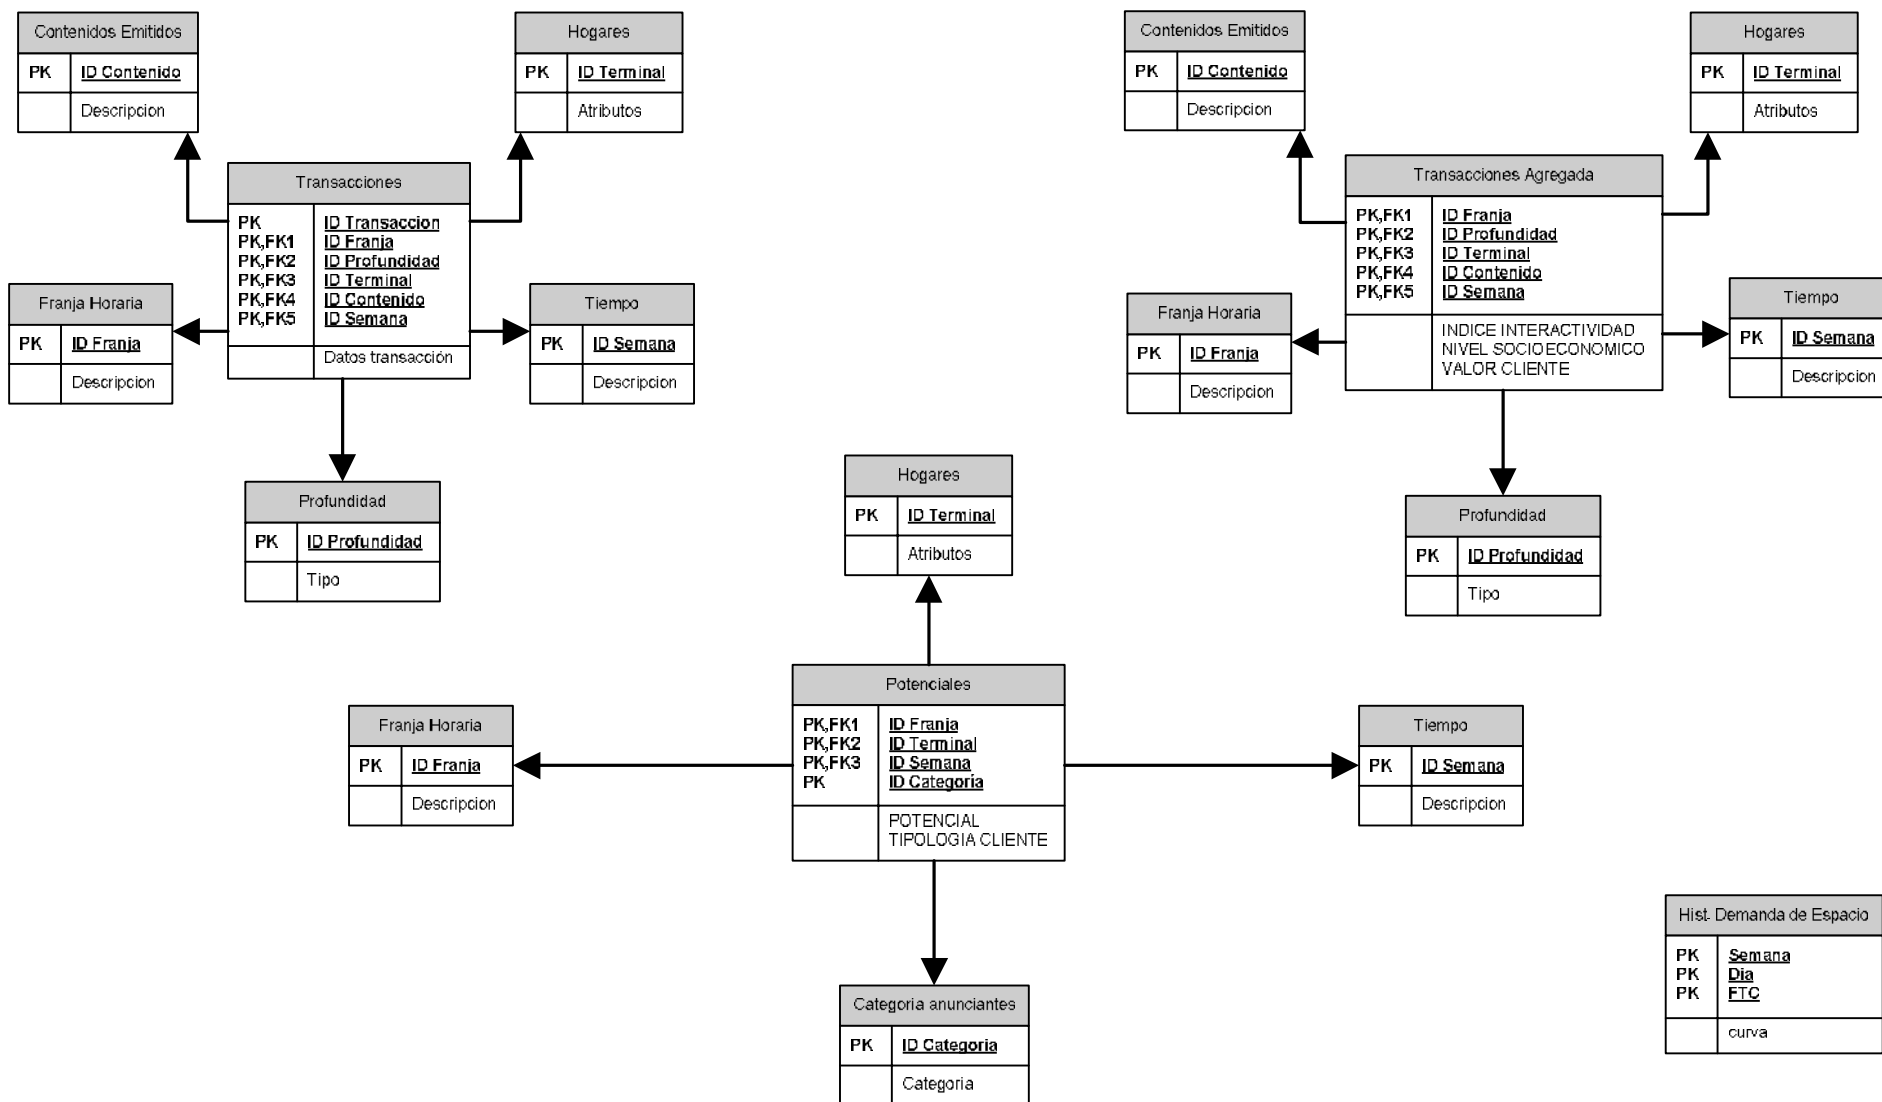 Contenidos Emitidos
PK ID Contenido
Descripcion
Hogares
PK ID Terminal
Atributos
Transacciones
PK ID Transaccion
PK,FK1 ID Franja
PK,FK2 ID Profundidad
PK,FK3 ID Terminal
PK,FK4 ID Contenido
PK,FK5 ID Semana
Datos transacción
Franja Horaria
PK ID Franja
Descripcion
Tiempo
PK ID Semana
Descripcion
Profundidad
PK ID Profundidad
Tipo
Contenidos Emitidos
PK ID Contenido
Descripcion
Hogares
PK ID Terminal
Atributos
Transacciones Agregada
PK,FK1 ID Franja
PK,FK2 ID Profundidad
PK,FK3 ID Terminal
PK,FK4 ID Contenido
PK,FK5 ID Semana
INDICE INTERACTIVIDAD
NIVEL SOCIOECONOMICO
VALOR CLIENTE
Franja Horaria
PK ID Franja
Descripcion
Tiempo
PK ID Semana
Descripcion
Profundidad
PK ID Profundidad
Tipo
Hogares
PK ID Terminal
Atributos
Potenciales
PK,FK1 ID Franja
PK,FK2 ID Terminal
PK,FK3 ID Semana
PK ID Categoría
POTENCIAL
TIPOLOGIA CLIENTE
Franja Horaria
PK ID Franja
Descripcion
Tiempo
PK ID Semana
Descripcion
Categoria anunciantes
PK ID Categoria
Categoria
Hist. Demanda de Espacio
PK Semana
PK Dia
PK FTC
curva